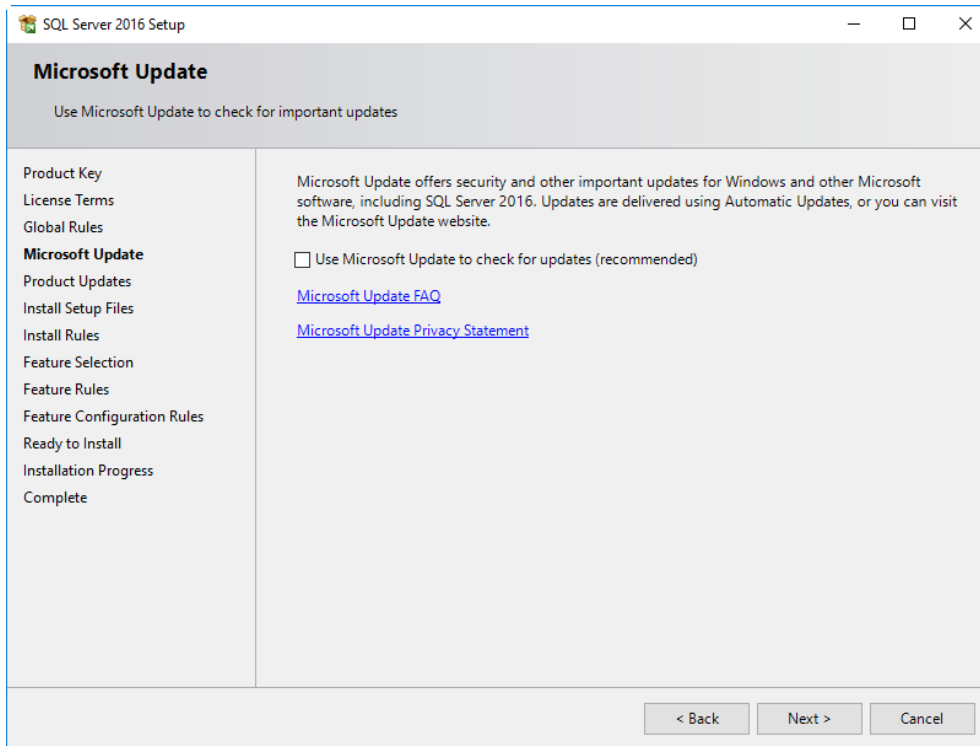 SQL Server 2016 Setup
Microsoft Update
Use Microsoft Update to check for important updates
Product Key
License Terms
Global Rules
Microsoft Update
Product Updates
Install Setup Files
Install Rules
Feature Selection
Feature Rules
Feature Configuration Rules
Ready to Install
Installation Progress
Complete
Microsoft Update offers security and other important updates for Windows and other Microsoft
software, including SQL Server 2016. Updates are delivered using Automatic Updates, or you can visit
the Microsoft Update website.
Use Microsoft Update to check for updates (recommended)
Microsoft Update FAQ
Microsoft Update Privacy Statement
< Back Next > Cancel